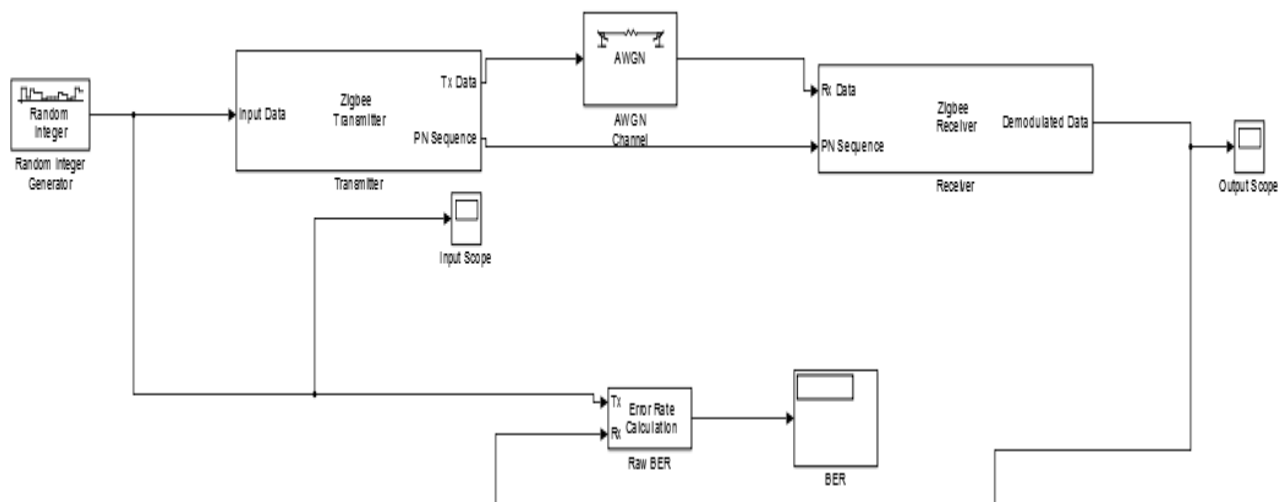 Random
Integer
Random Integer
Generator
Input Data
Zigbee
Transmitter
Tx Data
PN Sequence
Transmitter
AWGN
AWGN
Channel
Rx Data
PN Sequence
Zigbee
Receiver
Demodulated Data
Receiver
Output Scope
Input Scope
Tx
Rx
Error Rate
Calculation
Raw BER
BER